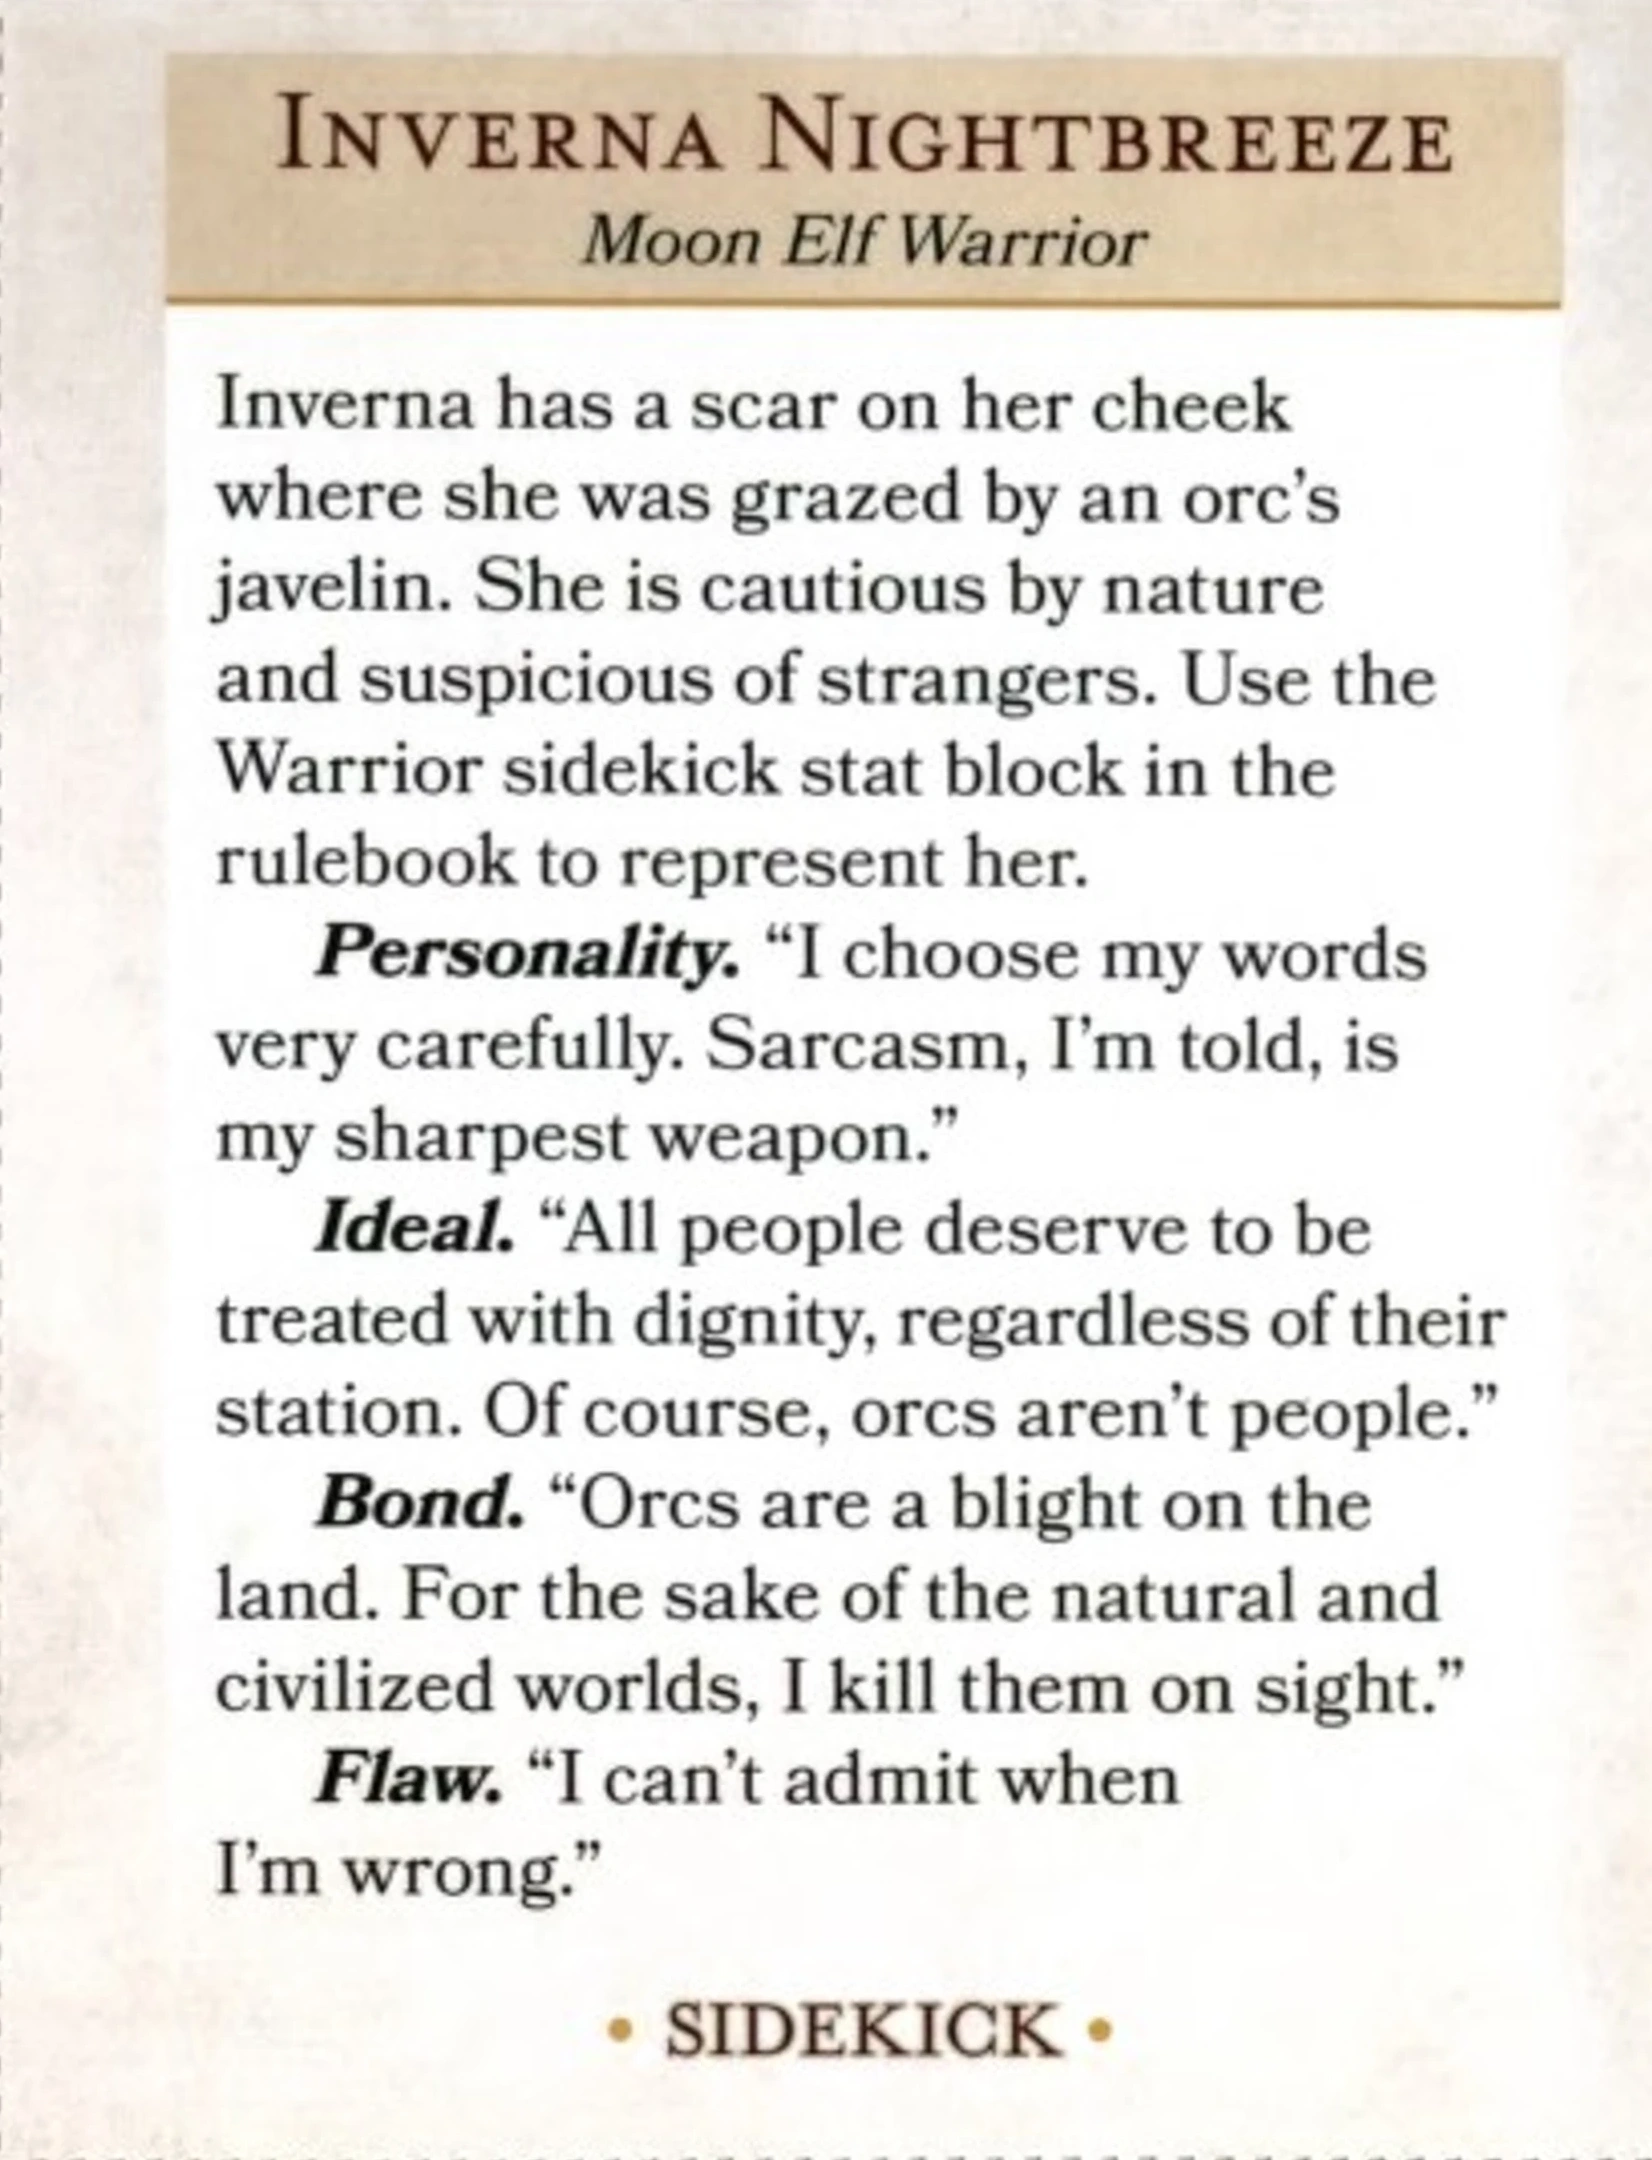 INVERNA NIGHTBREEZE
Moon Elf Warrior
Inverna has a scar on her cheek
where she was grazed by an orc's
javelin. She is cautious by nature
and suspicious of strangers. Use the
Warrior sidekick stat block in the
rulebook to represent her.
Personality. “I choose my words
very carefully. Sarcasm, I'm told, is
my sharpest weapon.”
Ideal. “All people deserve to be
treated with dignity, regardless of their
station. Of course, orcs aren't people.”
Bond. “Orcs are a blight on the
land. For the sake of the natural and
civilized worlds, I kill them on sight.”
Flaw. “I can't admit when
I'm wrong.”
• SIDEKICK •